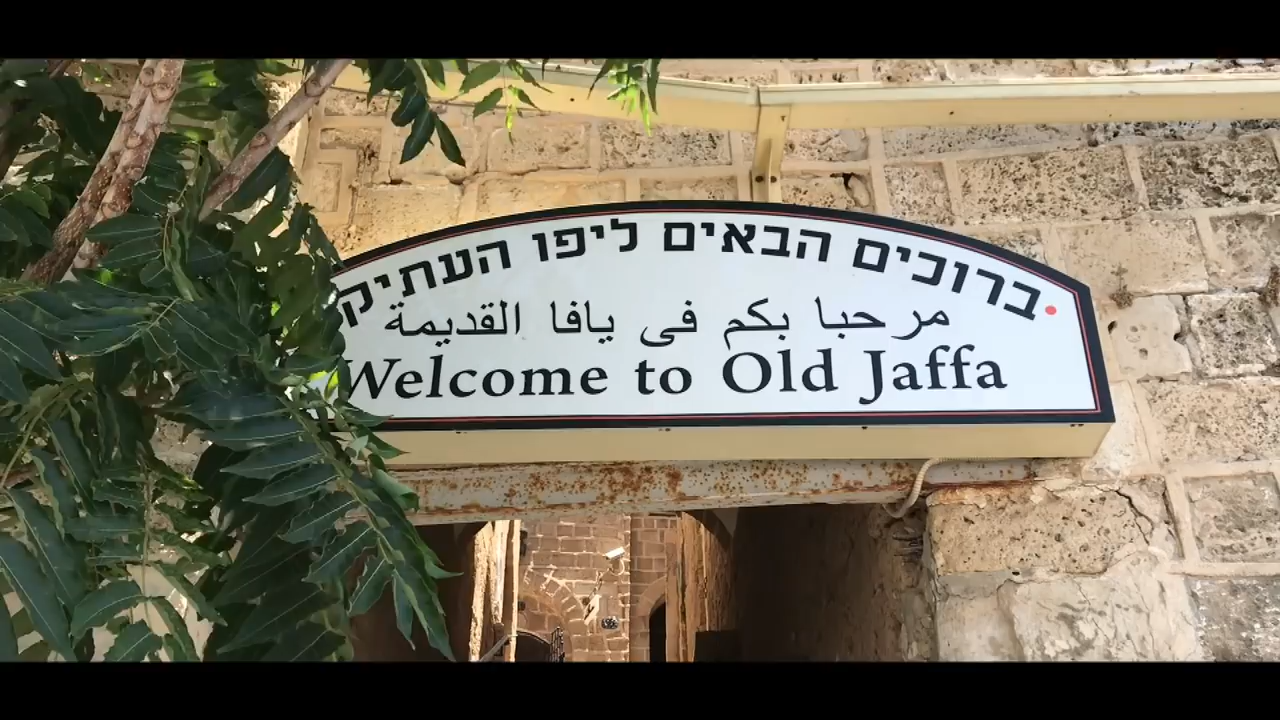 ברוכים הבאים ליפו העתיק
مرحبا بكم فى يافا القديمة
Welcome to Old Jaffa